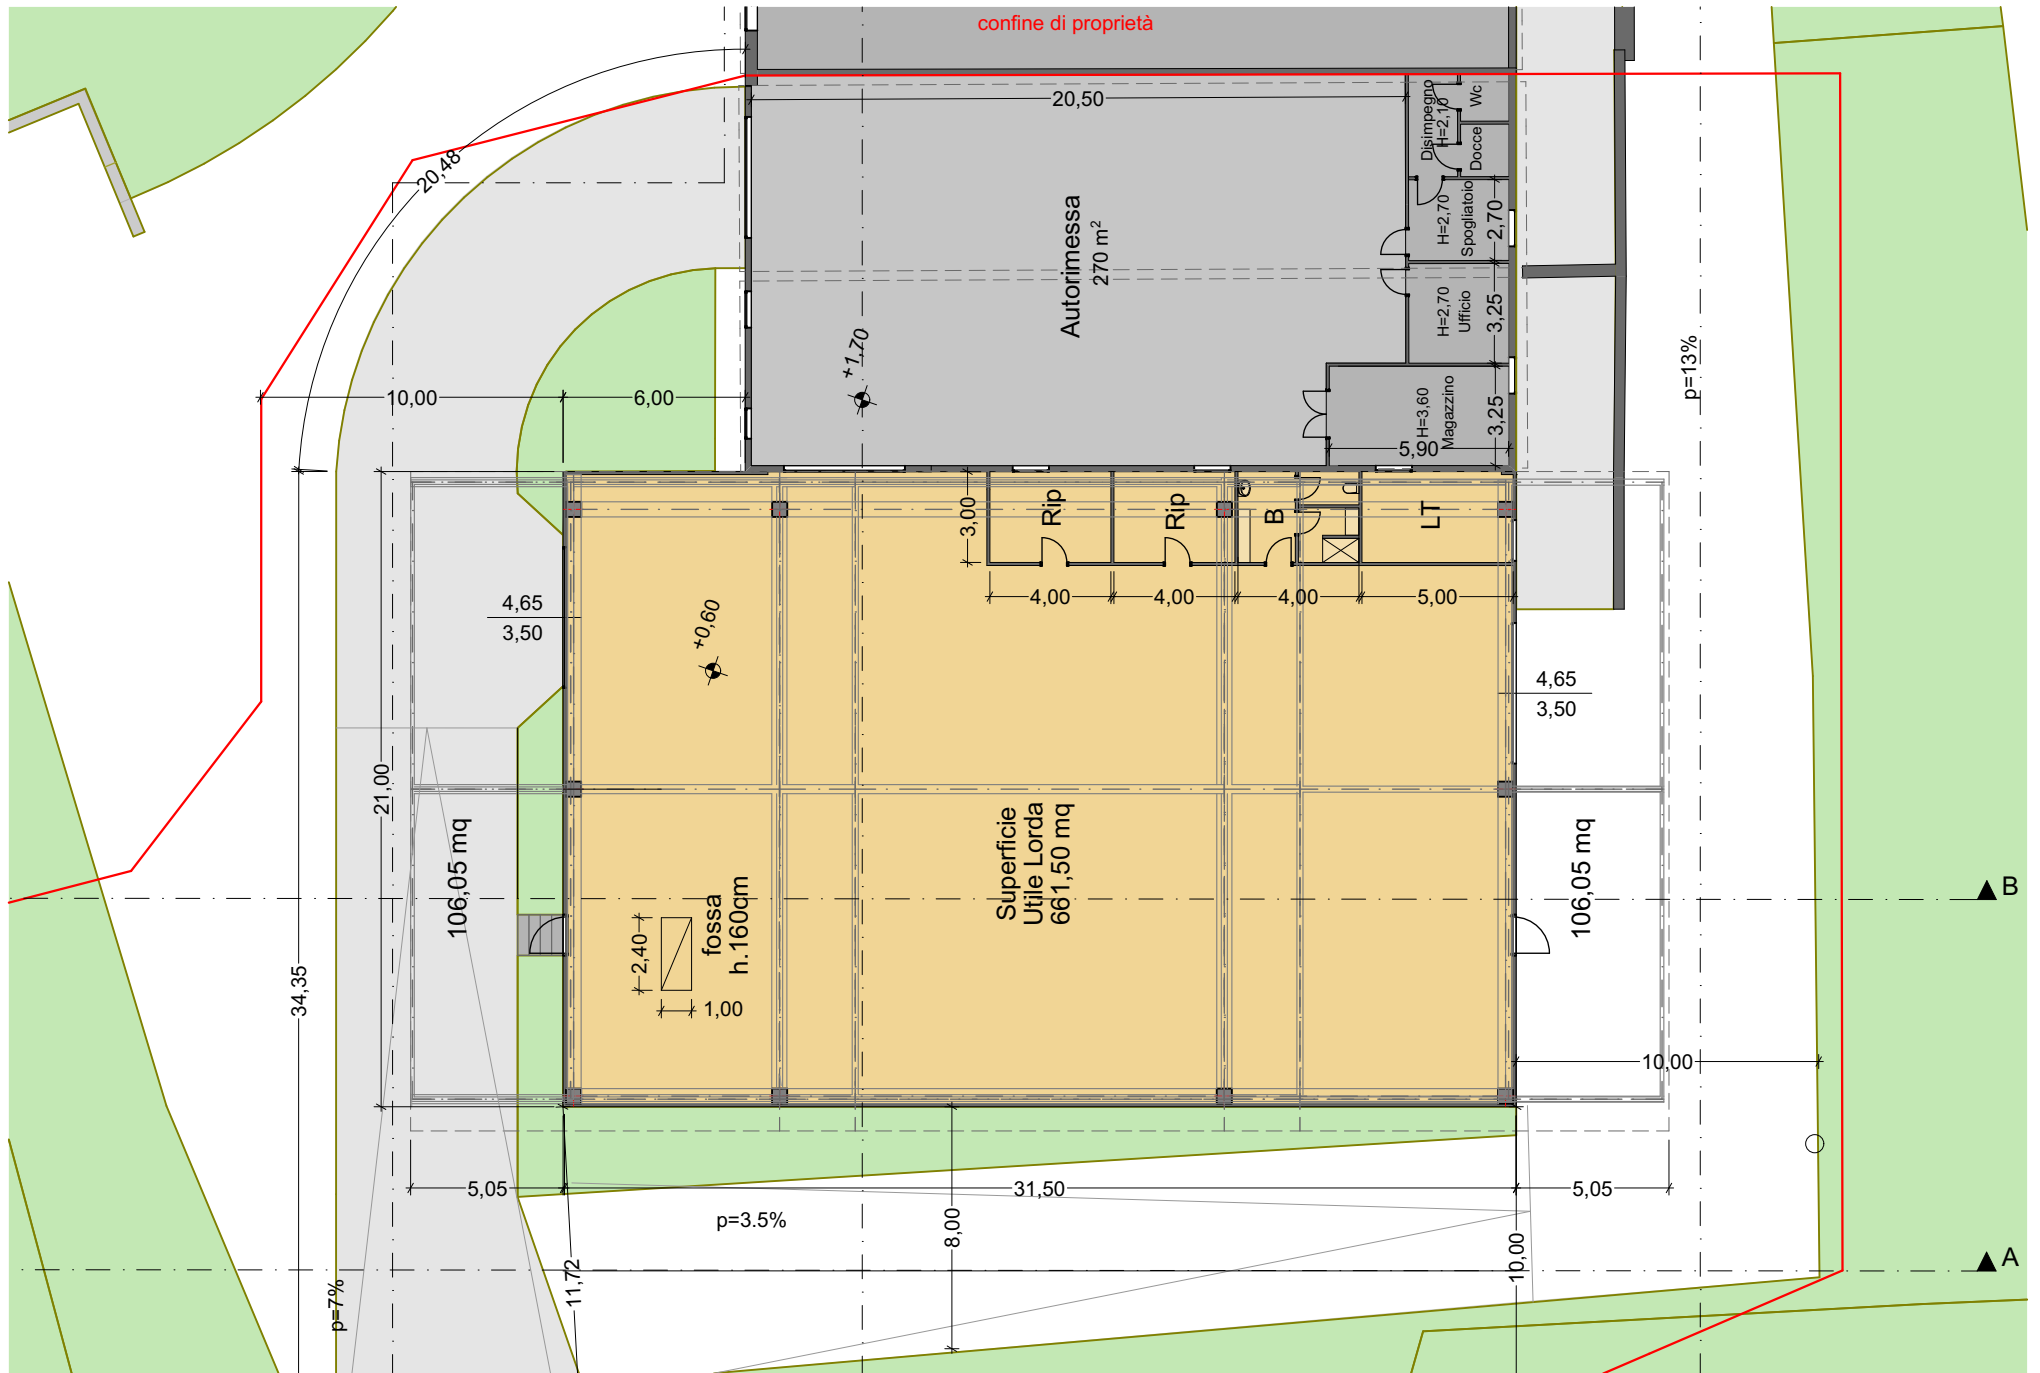 confine di proprietà
20,50
20,48
Disimpegno
H=2,10
Wc
Docce
H=2,70
Spogliatoio
2,70
Autorimessa
270 m²
H=2,70
Ufficio
3,25
+1,70
p=13%
10,00
6,00
H=3,60
Magazzino
3,25
5,90
3,00
Rip
Rip
B
LT
4,00
4,00
4,00
5,00
4,65
3,50
+0,60
4,65
3,50
21,00
106,05 mq
fossa
h.160cm
2,40
1,00
Superficie
Utile Lorda
661,50 mq
106,05 mq
B
34,35
10,00
5,05
31,50
5,05
p=3.5%
8,00
11,72
10,00
p=7%
A